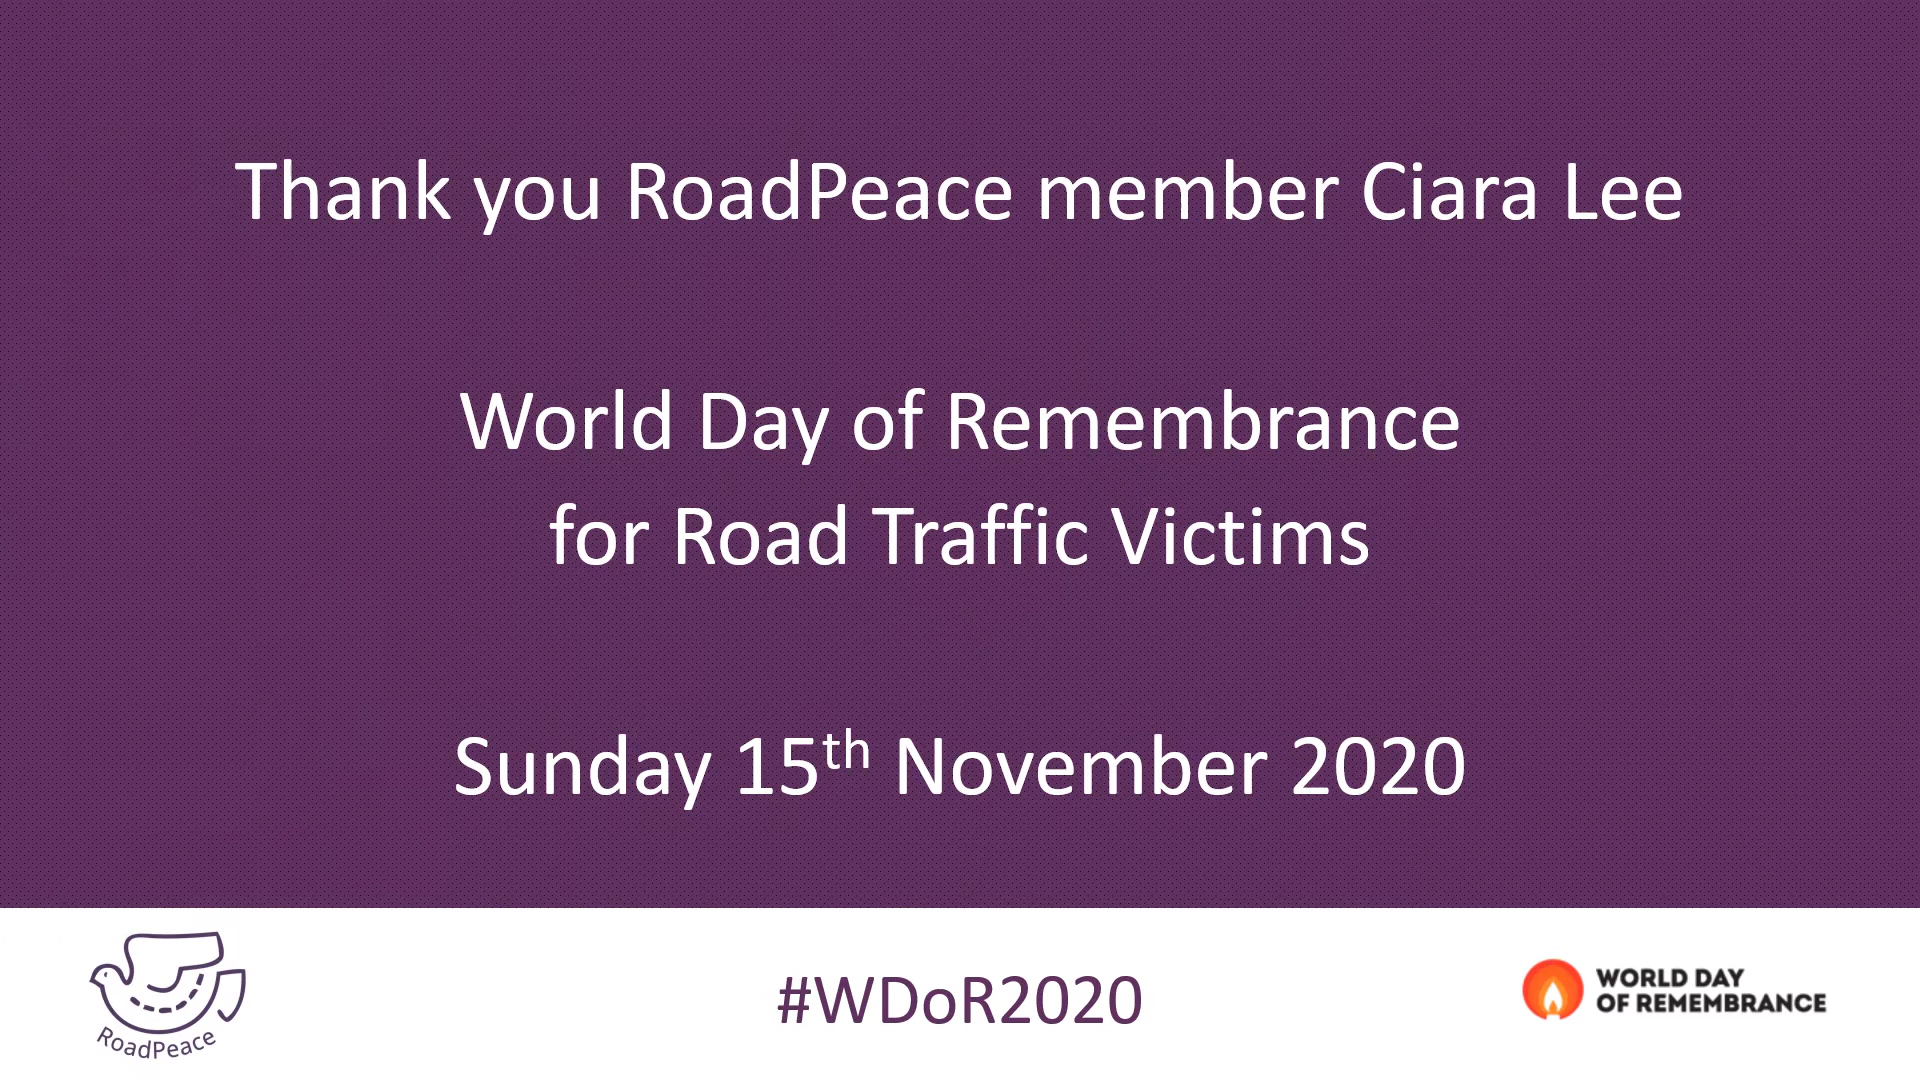 Thank you RoadPeace member Ciara Lee
World Day of Remembrance
for Road Traffic Victims
Sunday 15th November 2020
RoadPeace
#WDoR2020
WORLD DAY
OF REMEMBRANCE